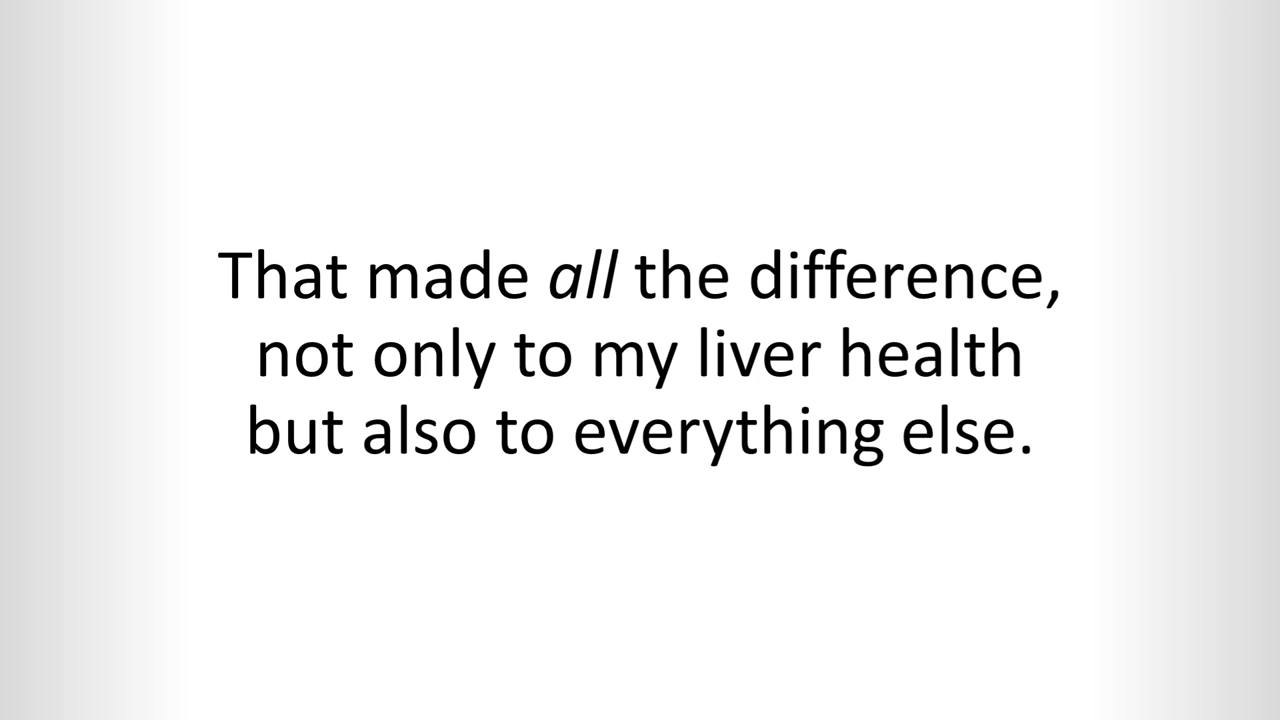 That made all the difference,
not only to my liver health
but also to everything else.